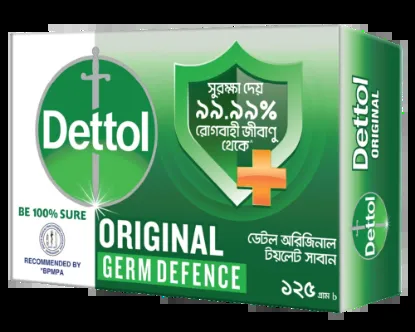 Dettol
BE 100% SURE
RECOMMENDED BY
*BPMPA
সুরক্ষা দেয়
৯৯.৯৯%
রোগবাহী জীবাণু
থেকে
ORIGINAL
GERM DEFENCE
ডেটল অরিজিনাল
টয়লেট সাবান
১২৫ গ্রাম b
Dettol
ORIGINAL